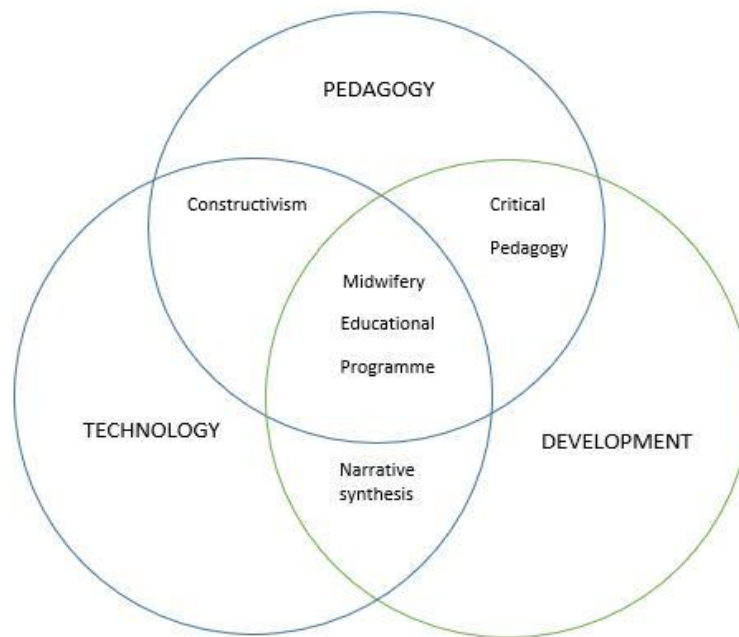 PEDAGOGY
Constructivism
Critical
Pedagogy
Midwifery
Educational
Programme
TECHNOLOGY
DEVELOPMENT
Narrative
synthesis